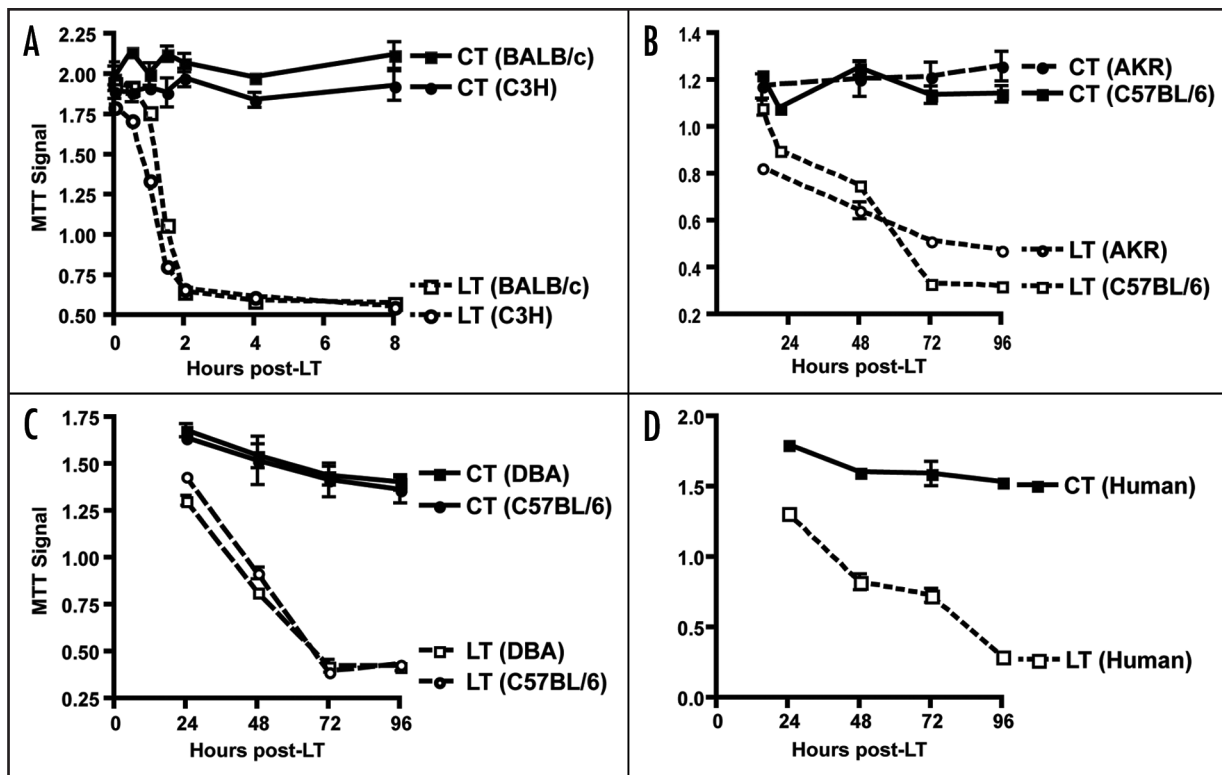 A
2.25
2.00
1.75
1.50
1.25
1.00
0.75
0.50
MTT Signal
0 2 4 6 8
Hours post-LT
CT (BALB/c)
CT (C3H)
LT (BALB/c)
LT (C3H)
B
1.4
1.2
1.0
0.8
0.6
0.4
0.2
24 48 72 96
Hours post-LT
CT (AKR)
CT (C57BL/6)
LT (AKR)
LT (C57BL/6)
C
1.75
1.50
1.25
1.00
0.75
0.50
0.25
MTT Signal
0 24 48 72 96
Hours post-LT
CT (DBA)
CT (C57BL/6)
LT (DBA)
LT (C57BL/6)
D
2.0
1.5
1.0
0.5
0.0
0 24 48 72 96
Hours post-LT
CT (Human)
LT (Human)